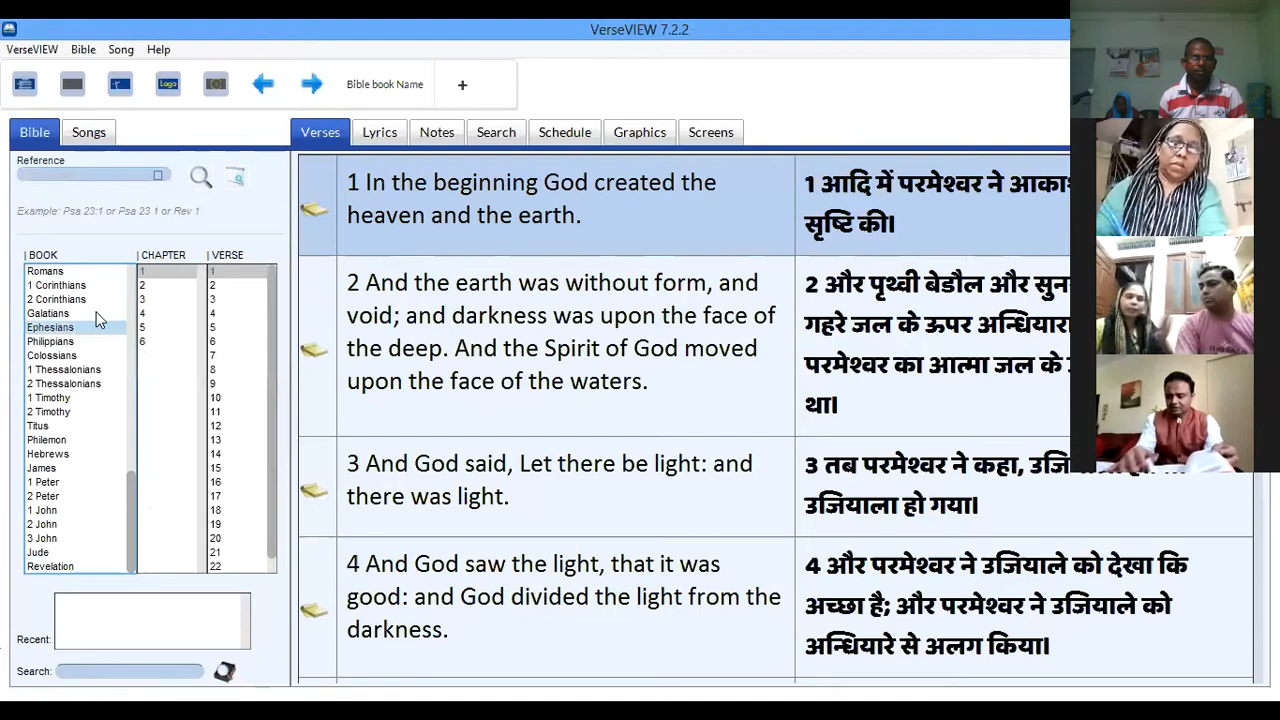 VerseVIEW 7.2.2
VerseVIEW Bible Song Help
Logo Bible book Name +
Bible Songs Verses Lyrics Notes Search Schedule Graphics Screens
Reference
Example: Psa 23:1 or Psa 23 1 or Rev 1
BOOK CHAPTER VERSE
Romans 1 1
1 Corinthians 2 2
2 Corinthians 3 3
Galatians 4 4
Ephesians 5 5
Philippians 6 6
Colossians 7
1 Thessalonians 8
2 Thessalonians 9
1 Timothy 10
2 Timothy 11
Titus 12
Philemon 13
Hebrews 14
James 15
1 Peter 16
2 Peter 17
1 John 18
2 John 19
3 John 20
Jude 21
Revelation 22
Recent:
Search:
1 In the beginning God created the
heaven and the earth.
1 आदि में परमेश्वर ने
सृष्टि की।
2 And the earth was without form, and
void; and darkness was upon the face of
the deep. And the Spirit of God moved
upon the face of the waters.
2 और पृथ्वी बेडौल और
गहरे जल के ऊपर
परमेश्वर का आत्मा जल के
था।
3 And God said, Let there be light: and
there was light.
3 तब परमेश्वर ने कहा,
उजियाला हो गया।
4 And God saw the light, that it was
good: and God divided the light from the
darkness.
4 और परमेश्वर ने उजियाले को देखा कि
अच्छा है; और परमेश्वर ने उजियाले को
अन्धियारे से अलग किया।